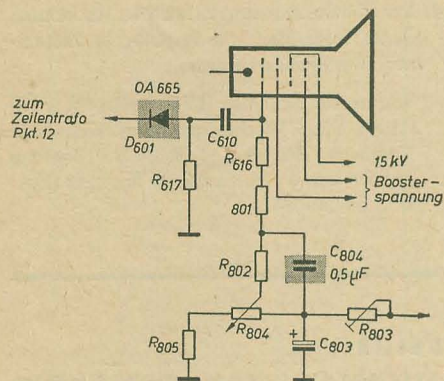 OA 665
zum
Zeilentrafo
Pkt. 12
D601
C610
R617
R616
15 kV
Booster-
spannung
801
C804
0,5 µF
R802
R804
R803
R805
+
C803